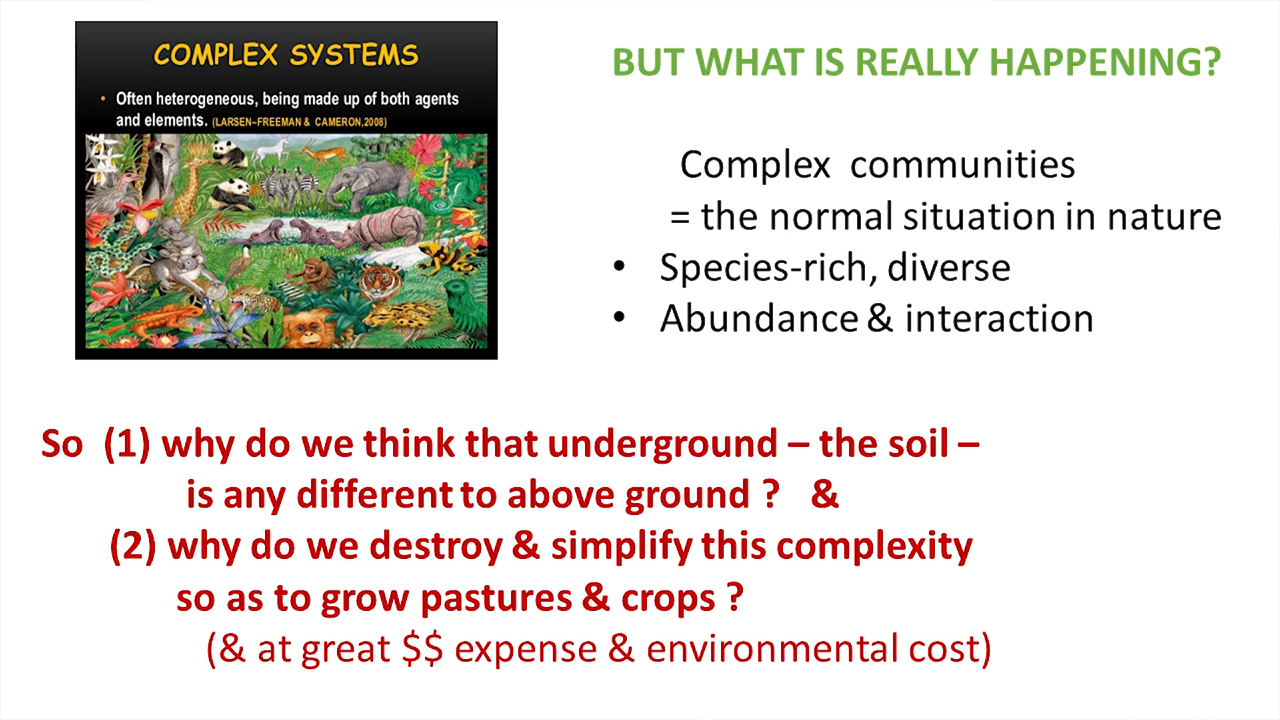 COMPLEX SYSTEMS
• Often heterogeneous, being made up of both agents
and elements. (LARSEN–FREEMAN & CAMERON,2008)
BUT WHAT IS REALLY HAPPENING?
Complex communities
= the normal situation in nature
• Species-rich, diverse
• Abundance & interaction
So (1) why do we think that underground – the soil –
is any different to above ground ? &
(2) why do we destroy & simplify this complexity
so as to grow pastures & crops ?
(& at great $$ expense & environmental cost)